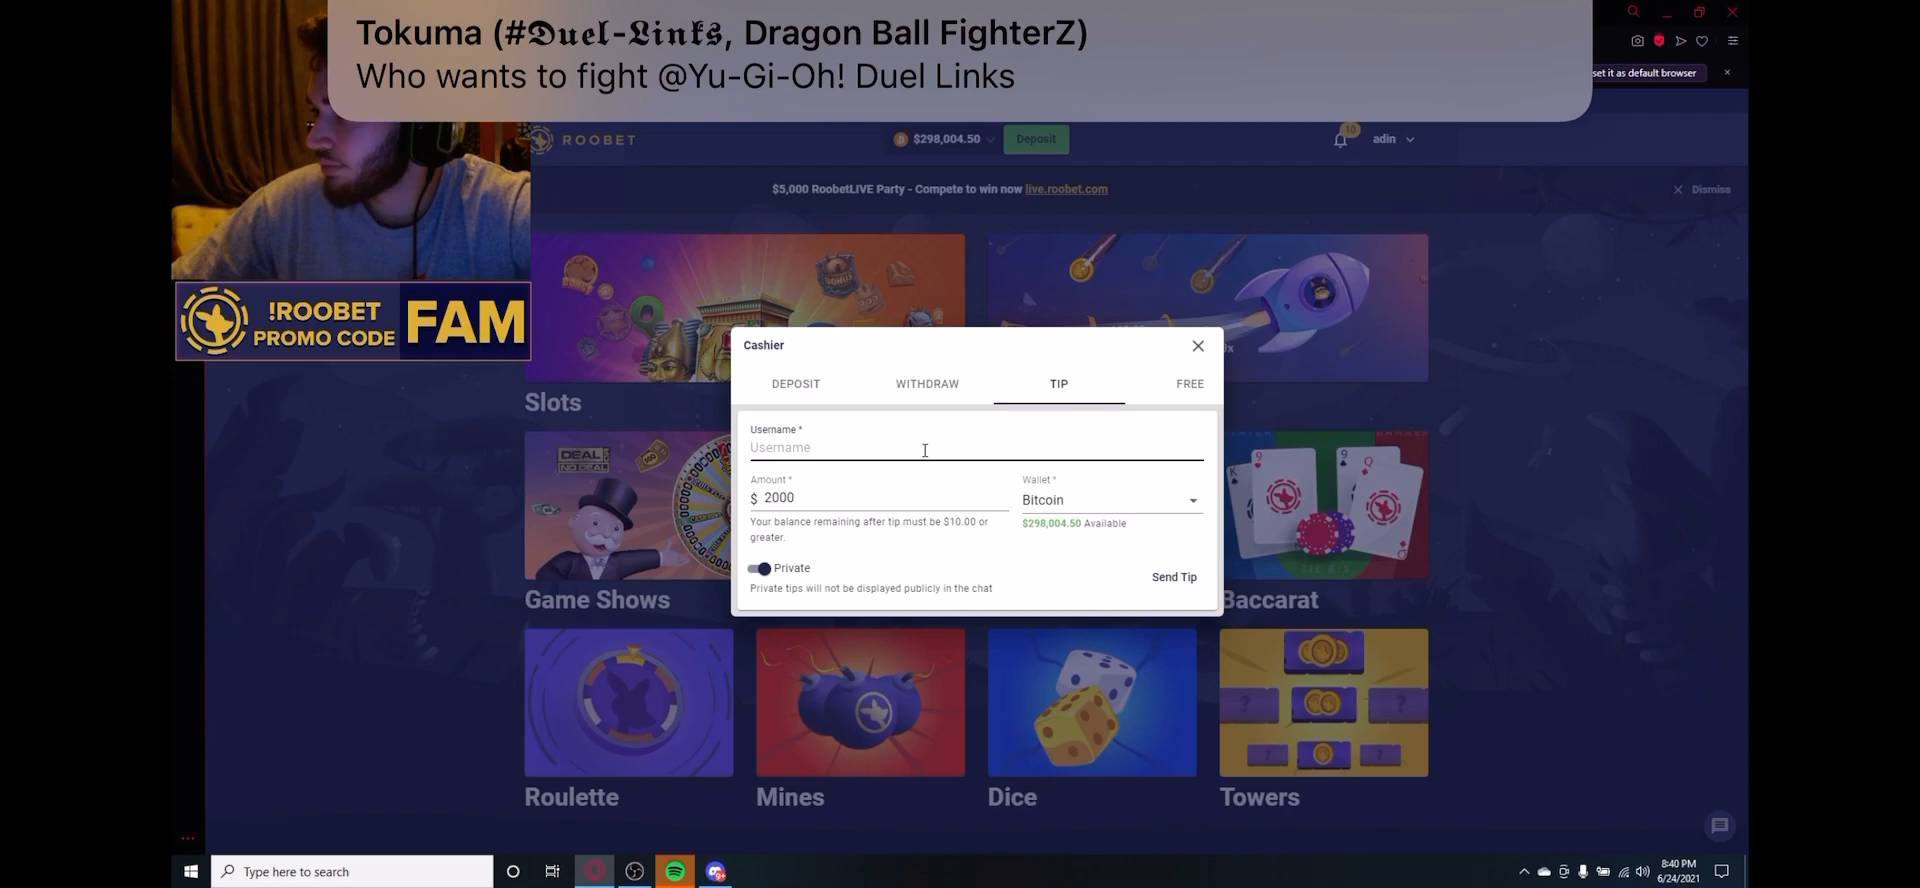 Tokuma (#𝕯𝖚𝖊𝖑-𝕷𝖎𝖓𝖐𝖘, Dragon Ball FighterZ)
Who wants to fight @Yu-Gi-Oh! Duel Links
set it as default browser
ROOBET
$298,004.50
Deposit
10
adin
$5,000 RoobetLIVE Party - Compete to win now live.roobet.com
Dismiss
!ROOBET
PROMO CODE
FAM
Cashier
DEPOSIT
WITHDRAW
TIP
FREE
Username *
Username
Amount *
$ 2000
Wallet *
Bitcoin
Your balance remaining after tip must be $10.00 or
greater.
$298,004.50 Available
Private
Private tips will not be displayed publicly in the chat
Send Tip
Slots
DEAL
NO DEAL
Game Shows
Baccarat
Roulette
Mines
Dice
Towers
Type here to search
8:40 PM
6/24/2021